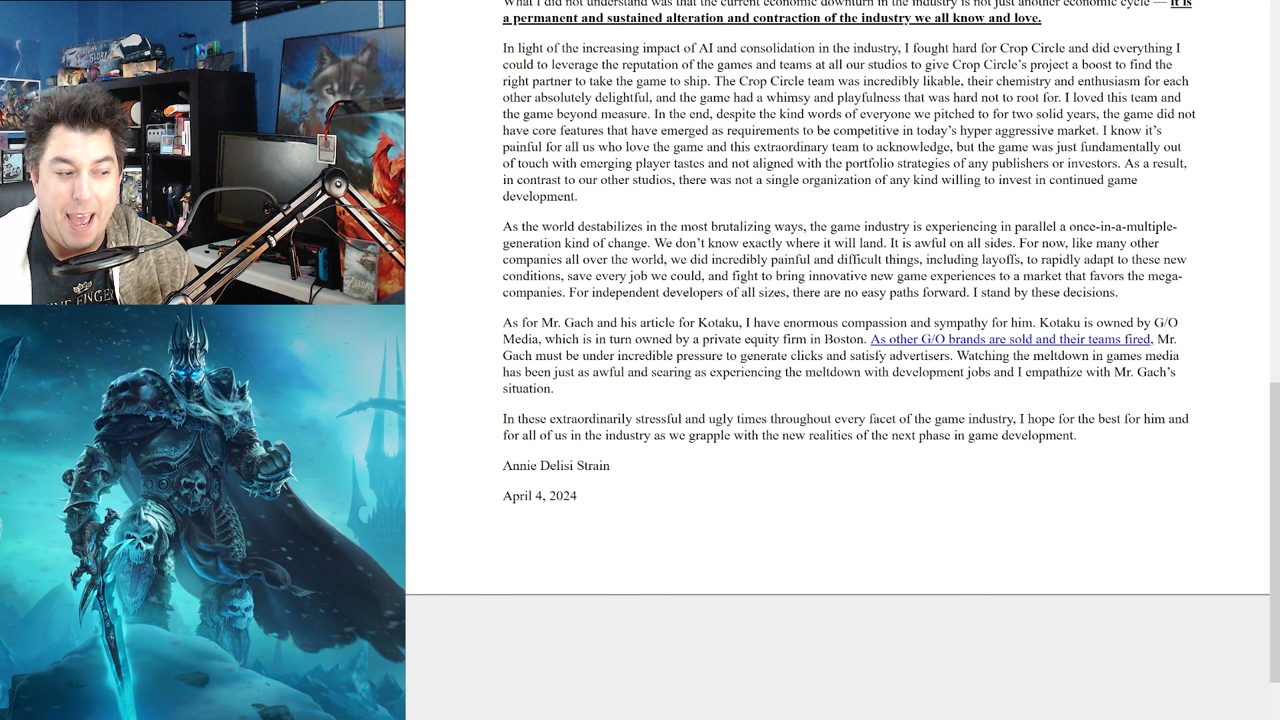 What I did not understand was that the current economic downturn in the industry is not just another economic cycle — it is
a permanent and sustained alteration and contraction of the industry we all know and love.
In light of the increasing impact of AI and consolidation in the industry, I fought hard for Crop Circle and did everything I
could to leverage the reputation of the games and teams at all our studios to give Crop Circle's project a boost to find the
right partner to take the game to ship. The Crop Circle team was incredibly likable, their chemistry and enthusiasm for each
other absolutely delightful, and the game had a whimsy and playfulness that was hard not to root for. I loved this team and
the game beyond measure. In the end, despite the kind words of everyone we pitched to for two solid years, the game did not
have core features that have emerged as requirements to be competitive in today's hyper aggressive market. I know it's
painful for all us who love the game and this extraordinary team to acknowledge, but the game was just fundamentally out
of touch with emerging player tastes and not aligned with the portfolio strategies of any publishers or investors. As a result,
in contrast to our other studios, there was not a single organization of any kind willing to invest in continued game
development.
As the world destabilizes in the most brutalizing ways, the game industry is experiencing in parallel a once-in-a-multiple-
generation kind of change. We don't know exactly where it will land. It is awful on all sides. For now, like many other
companies all over the world, we did incredibly painful and difficult things, including layoffs, to rapidly adapt to these new
conditions, save every job we could, and fight to bring innovative new game experiences to a market that favors the mega-
companies. For independent developers of all sizes, there are no easy paths forward. I stand by these decisions.
As for Mr. Gach and his article for Kotaku, I have enormous compassion and sympathy for him. Kotaku is owned by G/O
Media, which is in turn owned by a private equity firm in Boston. As other G/O brands are sold and their teams fired, Mr.
Gach must be under incredible pressure to generate clicks and satisfy advertisers. Watching the meltdown in games media
has been just as awful and searing as experiencing the meltdown with development jobs and I empathize with Mr. Gach's
situation.
In these extraordinarily stressful and ugly times throughout every facet of the game industry, I hope for the best for him and
for all of us in the industry as we grapple with the new realities of the next phase in game development.
Annie Delisi Strain
April 4, 2024